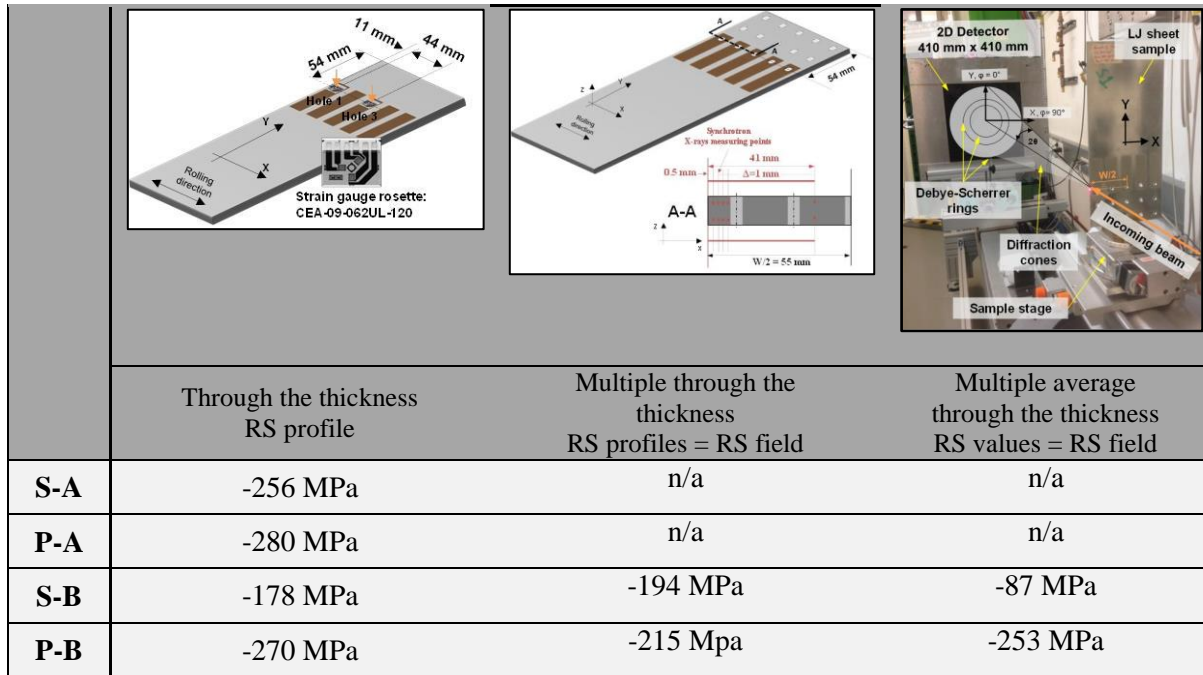 11 mm
44 mm
54 mm
Hole 1
Hole 3
Y
X
Rolling
direction
Strain gauge rosette:
CEA-09-062UL-120
A
A
54 mm
Z
Y
X
Rolling
direction
Synchrotron
X-rays measuring points
41 mm
0.5 mm
Δ=1 mm
A-A
z
x
W/2 = 55 mm
2D Detector
410 mm x 410 mm
LJ sheet
sample
Y, φ = 0°
X, φ= 90°
2θ
Y
X
W/2
Debye-Scherrer
rings
Diffraction
cones
Incoming beam
Sample stage
Through the thickness
RS profile
Multiple through the
thickness
RS profiles = RS field
Multiple average
through the thickness
RS values = RS field
S-A -256 MPa n/a n/a
P-A -280 MPa n/a n/a
S-B -178 MPa -194 MPa -87 MPa
P-B -270 MPa -215 Mpa -253 MPa